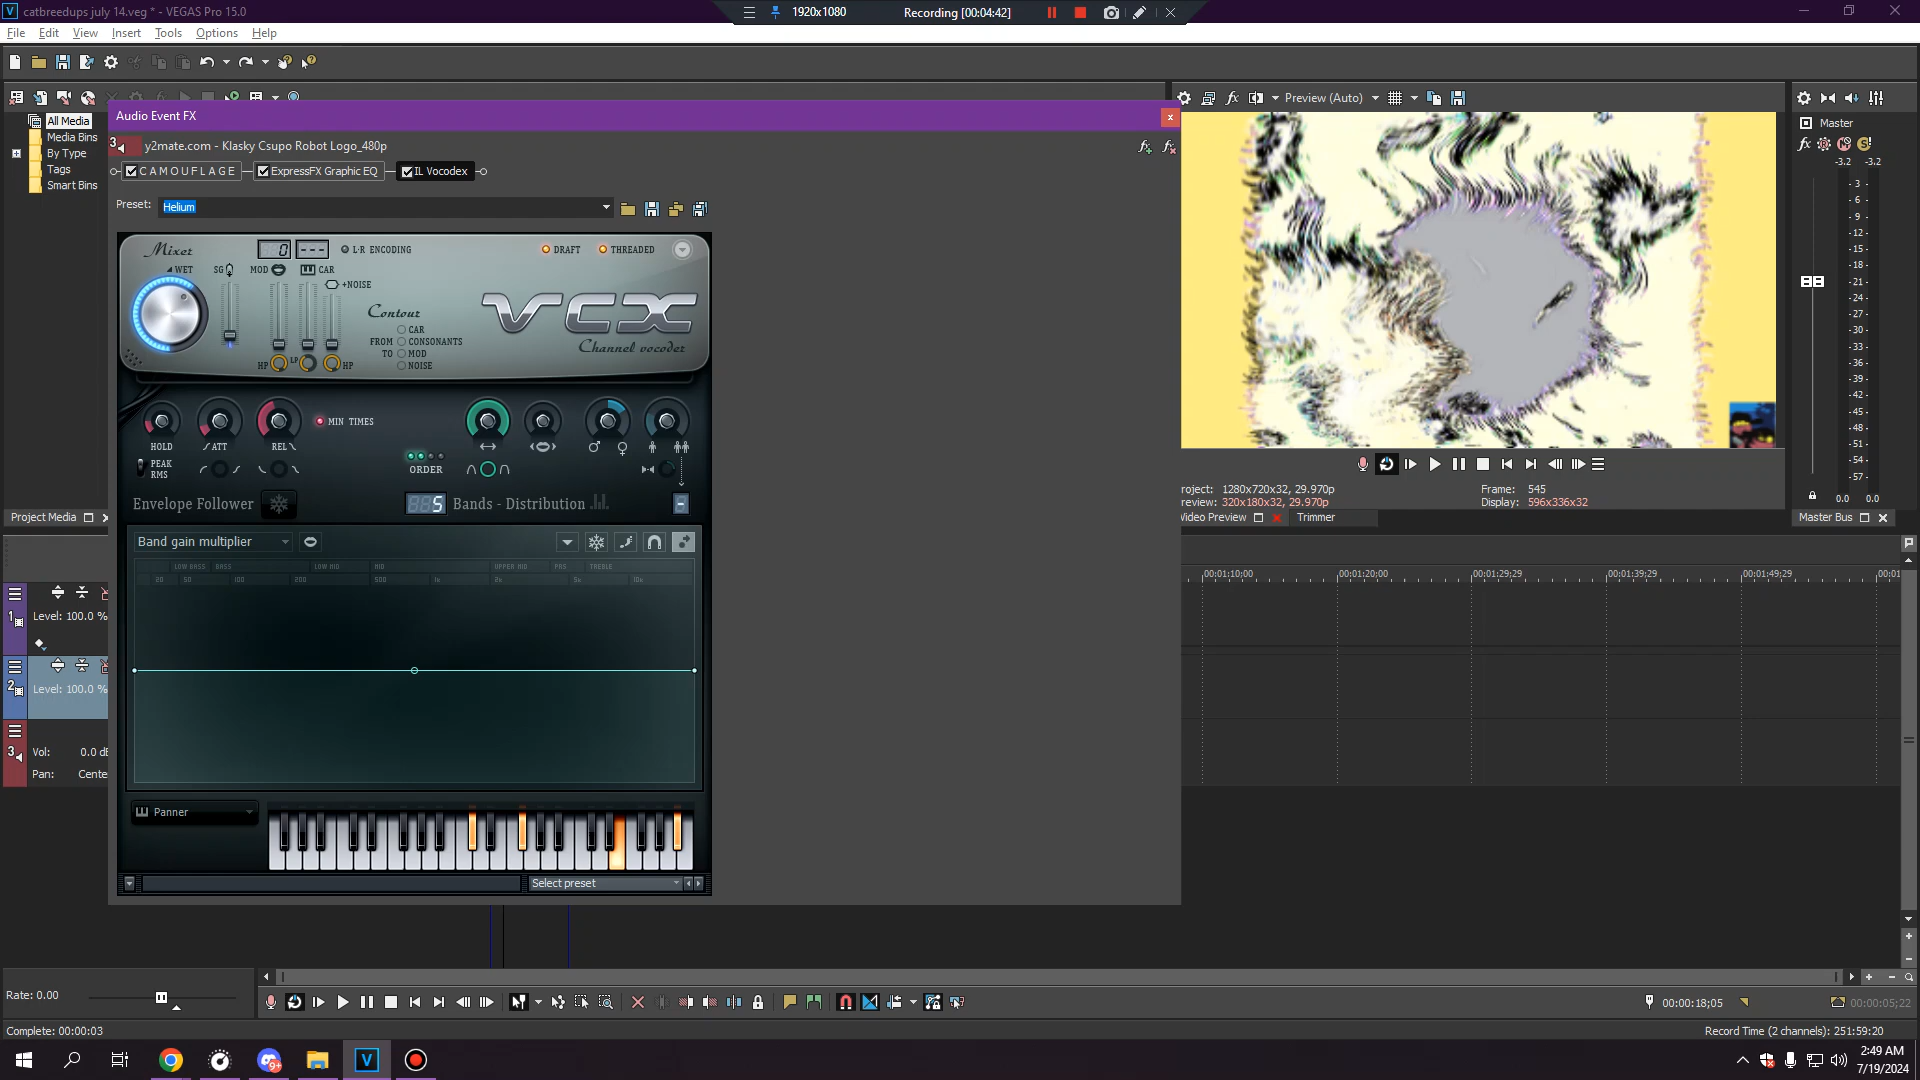 catbreedups july 14.veg * - VEGAS Pro 15.0
1920x1080
Recording [00:04:42]
File Edit View Insert Tools Options Help
Preview (Auto)
All Media
Media Bins
By Type
Tags
Smart Bins
Project Media
Audio Event FX
3
y2mate.com - Klasky Csupo Robot Logo_480p
CAMOUFLAGE
ExpressFX Graphic EQ
IL Vocodex
Preset:
Helium
Mixer
0
---
L-R ENCODING
DRAFT
THREADED
WET
SG
MOD
CAR
+NOISE
Contour
CAR
FROM CONSONANTS
TO MOD
NOISE
HP
LP
HP
VCX
Channel vocoder
HOLD
ATT
REL
MIN TIMES
PEAK
RMS
ORDER
Envelope Follower
5
Bands - Distribution
Band gain multiplier
LOW BASS BASS LOW MID MID UPPER MID PRS TREBLE
20 50 100 200 500 1k 2k 5k 10k
Panner
Select preset
Master
-3.2 -3.2
- 3 -
- 6 -
- 9 -
- 12 -
- 15 -
- 18 -
- 21 -
- 24 -
- 27 -
- 30 -
- 33 -
- 36 -
- 39 -
- 42 -
- 45 -
- 48 -
- 51 -
- 54 -
- 57 -
0.0 0.0
Master Bus
roject: 1280x720x32, 29.970p
Frame: 545
review: 320x180x32, 29.970p
Display: 596x336x32
Video Preview
Trimmer
00:01:10;00
00:01:20;00
00:01:29;29
00:01:39;29
00:01:49;29
00:01
1
Level: 100.0 %
2
Level: 100.0 %
3
Vol: 0.0 dB
Pan: Cente
Rate: 0.00
00:00:18;05
00:00:05;22
Complete: 00:00:03
Record Time (2 channels): 251:59:20
9+
V
2:49 AM
7/19/2024